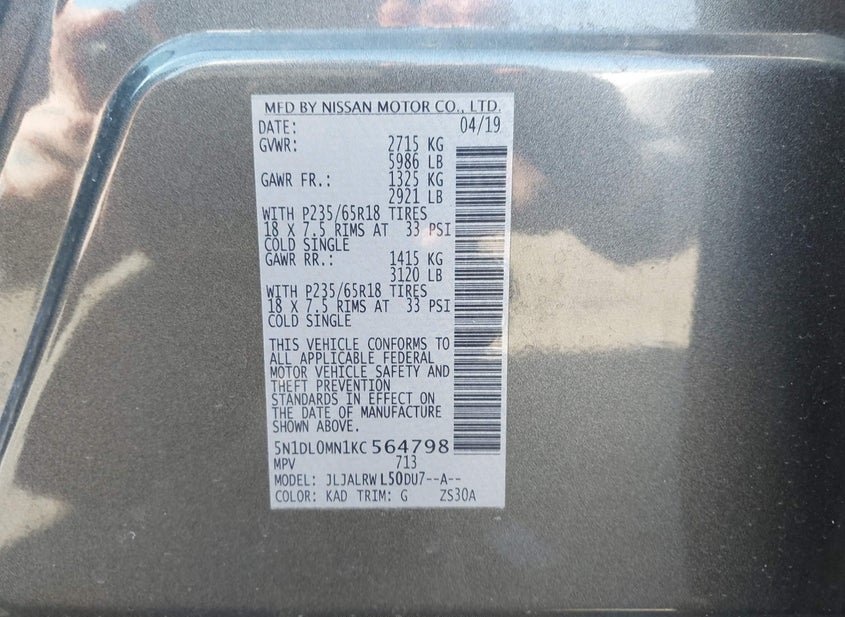 MFD BY NISSAN MOTOR CO., LTD.
DATE: 04/19
GVWR: 2715 KG
5986 LB
GAWR FR.: 1325 KG
2921 LB
WITH P235/65R18 TIRES
18 X 7.5 RIMS AT 33 PSI
COLD SINGLE
GAWR RR.: 1415 KG
3120 LB
WITH P235/65R18 TIRES
18 X 7.5 RIMS AT 33 PSI
COLD SINGLE
THIS VEHICLE CONFORMS TO
ALL APPLICABLE FEDERAL
MOTOR VEHICLE SAFETY AND
THEFT PREVENTION
STANDARDS IN EFFECT ON
THE DATE OF MANUFACTURE
SHOWN ABOVE.
5N1DL0MN1KC564798
MPV 713
MODEL: JLJALRWL50DU7--A--
COLOR: KAD TRIM: G ZS30A